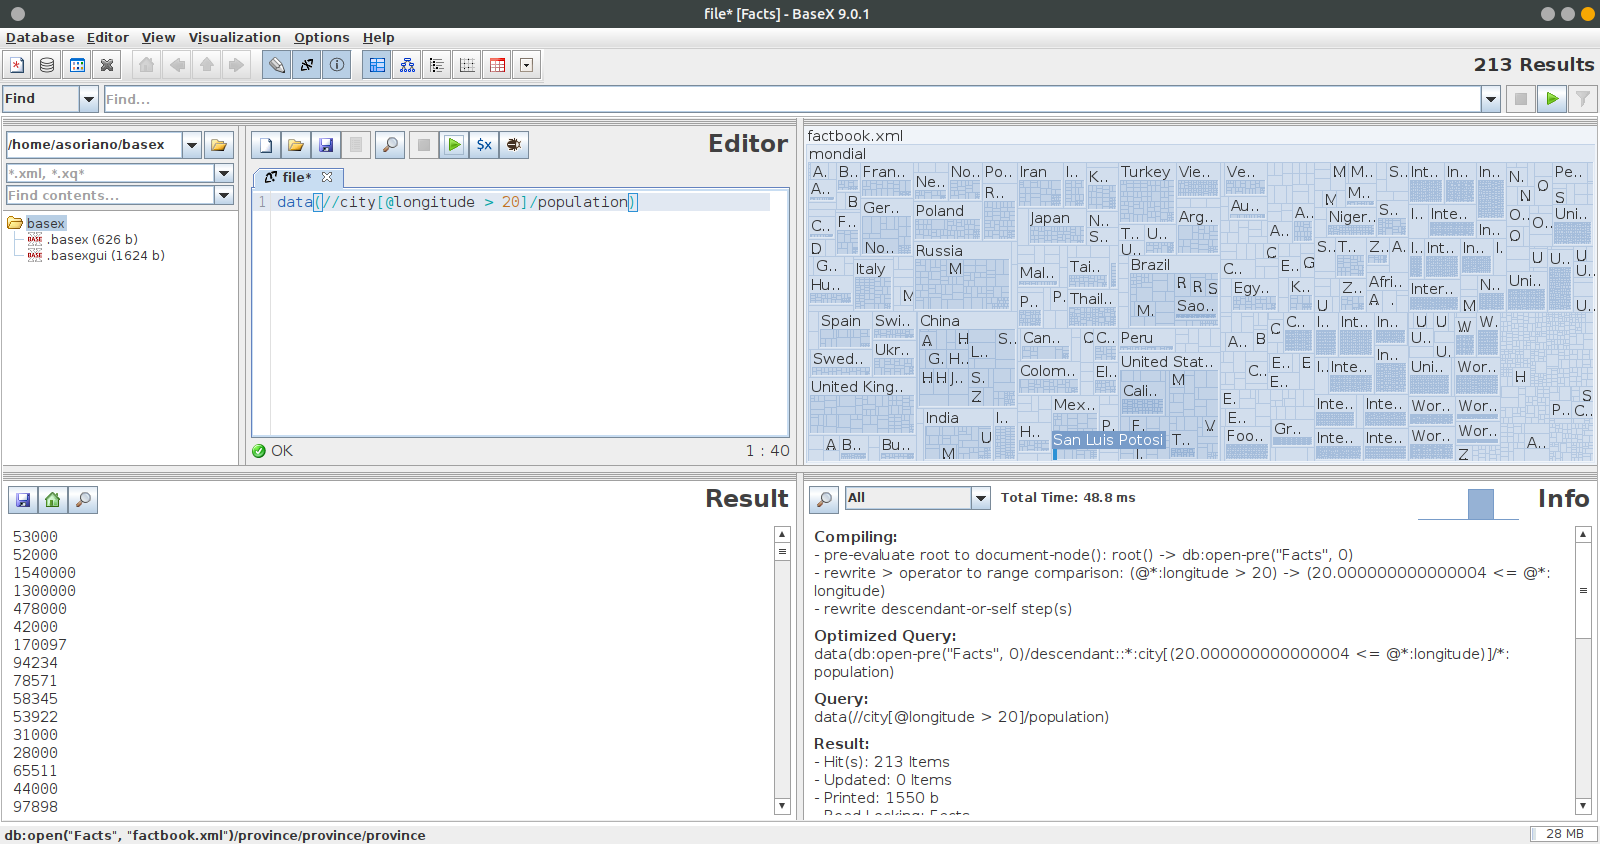 file* [Facts] - BaseX 9.0.1
Database Editor View Visualization Options Help
213 Results
Find Find...
/home/asoriano/basex
*.xml, *.xq*
Find contents...
basex
.basex (626 b)
.basexgui (1624 b)
Editor
file*
1 data(//city[@longitude > 20]/population)
OK 1 : 40
factbook.xml
mondial
A.. B.. Fran.. No.. Po.. Iran I.. K.. Turkey Vie.. Ve.. M M.. S.. Int.. In.. In.. N.. Pe..
A.. B Ne.. R.. M.. O S
C.. F.. Ger.. Poland Japan N.. Arg.. Au.. Niger.. S.. I.. Inte.. O.. Uni..
D No.. S.. T.. U.. A.. In.. O.. O
Russia U.. C S.. T.. Z.. A.. Int.. In.. I.. U U.. U..
G.. Italy M Mal.. Tai.. Brazil C.. E.. G U..
Hu.. M P.. P. Thail.. R R S Egy.. K.. Z.. Afri.. Inter.. N.. Uni..
M. Sao.. U A.. M U..
Spain Swi.. China Can.. C C.. Peru C C.. I.. Int.. In.. U U W W..
Swed.. Ukr.. A H S.. A.. B U.. U..
G. H.. L.. Colom.. El.. United Stat.. C.. E.. E I.. Inte.. In.. Uni.. Wor..
United King.. H H J.. S. Cali.. M E.. H
Z Mex.. E. Inte.. Inte.. Wor.. Wor.. P.. C.. S..
India I.. P.. F.. V E..
A B.. Bu.. U H.. San Luis Potosi T.. Foo.. Gr.. Inte.. Inte.. Wor.. Wor.. A..
M I. Z
Result
53000
52000
1540000
1300000
478000
42000
170097
94234
78571
58345
53922
31000
28000
65511
44000
97898
All Total Time: 48.8 ms Info
Compiling:
- pre-evaluate root to document-node(): root() -> db:open-pre("Facts", 0)
- rewrite > operator to range comparison: (@*:longitude > 20) -> (20.000000000000004 <= @*:
longitude)
- rewrite descendant-or-self step(s)
Optimized Query:
data(db:open-pre("Facts", 0)/descendant::*:city[(20.000000000000004 <= @*:longitude)]/*:
population)
Query:
data(//city[@longitude > 20]/population)
Result:
- Hit(s): 213 Items
- Updated: 0 Items
- Printed: 1550 b
- Read Locking: Facts
db:open("Facts", "factbook.xml")/province/province/province
28 MB